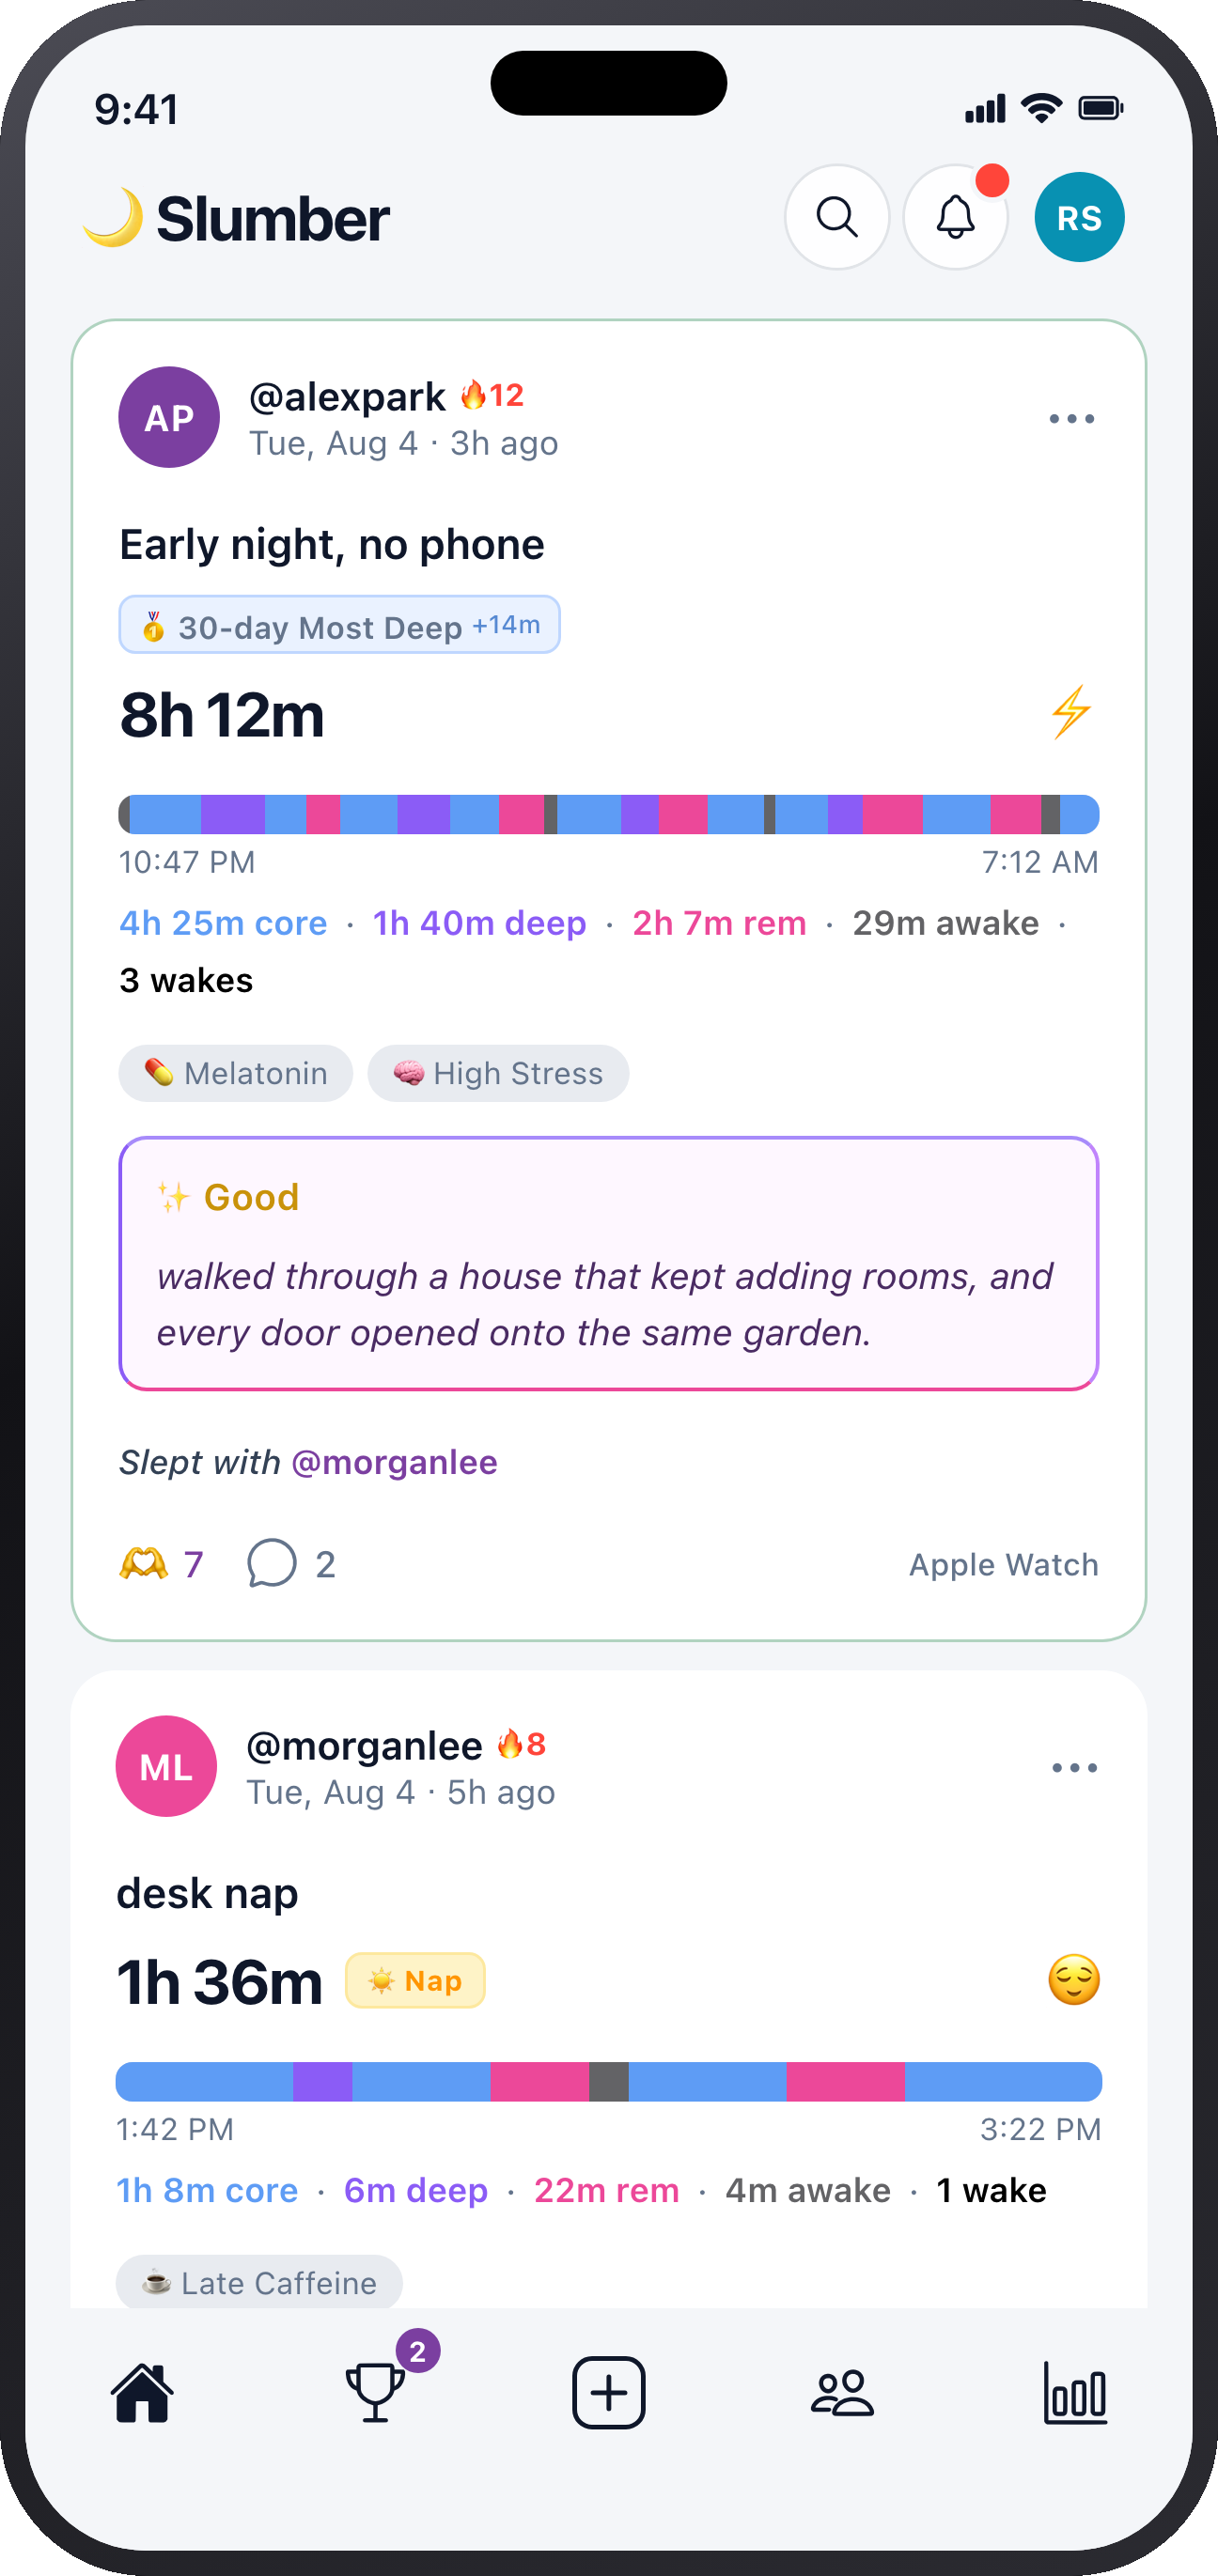 9:41
🌙 Slumber
RS
AP
@alexpark 🔥12
Tue, Aug 4 · 3h ago
Early night, no phone
🥇 30-day Most Deep +14m
8h 12m ⚡
10:47 PM 7:12 AM
4h 25m core · 1h 40m deep · 2h 7m rem · 29m awake ·
3 wakes
💊 Melatonin 🧠 High Stress
✨ Good
walked through a house that kept adding rooms, and
every door opened onto the same garden.
Slept with @morganlee
🫶 7 2 Apple Watch
ML
@morganlee 🔥8
Tue, Aug 4 · 5h ago
desk nap
1h 36m ☀️ Nap 😌
1:42 PM 3:22 PM
1h 8m core · 6m deep · 22m rem · 4m awake · 1 wake
☕ Late Caffeine
2